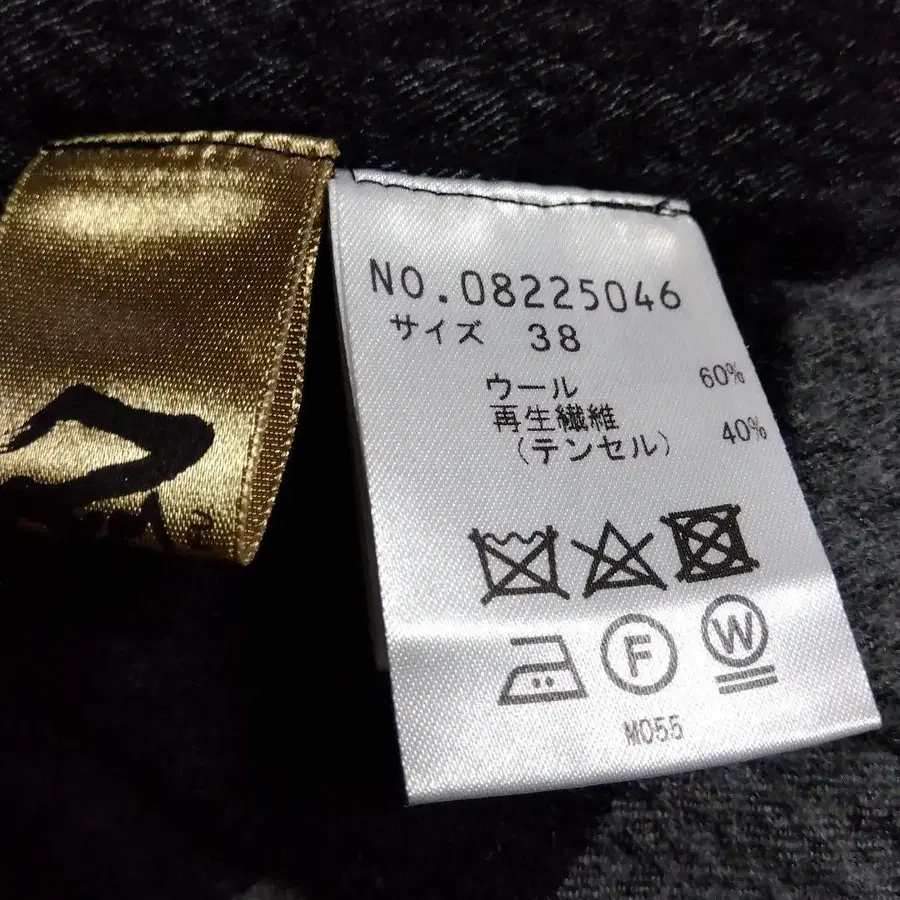 NO.08225046
サイズ 38
ウール 60%
再生繊維
(テンセル) 40%
F W
M055